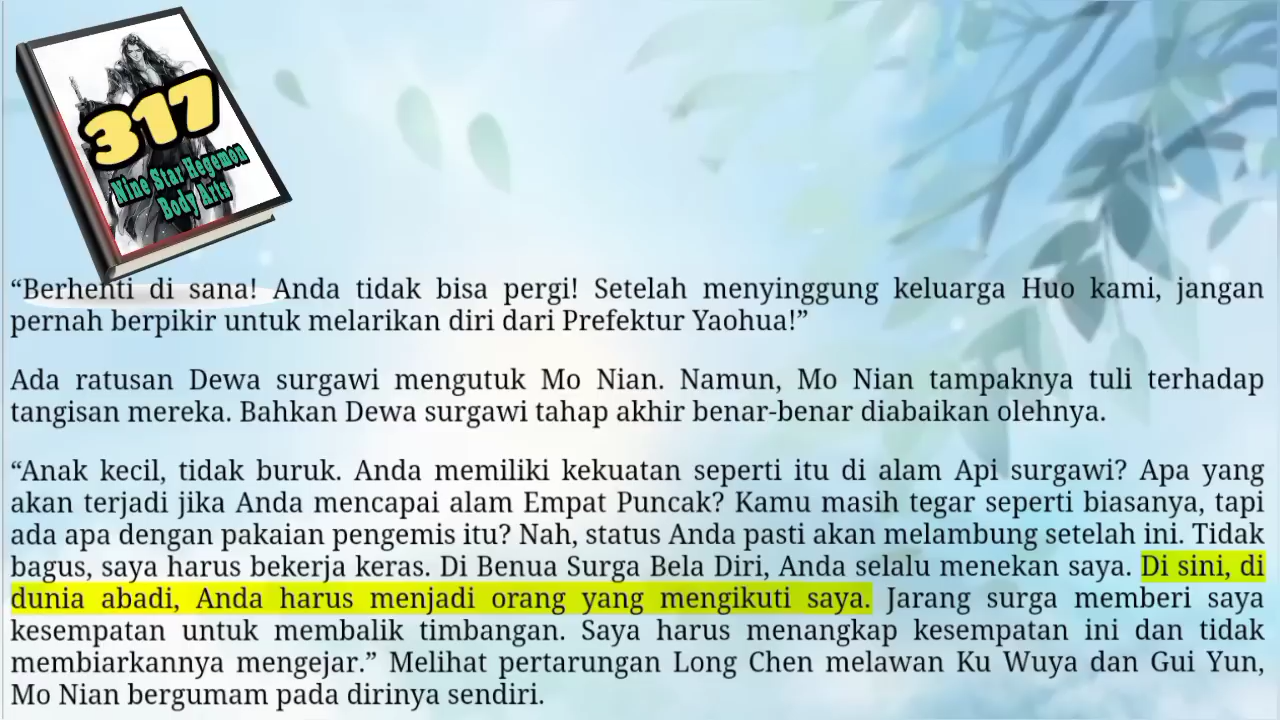 317
Nine Star Hegemon
Body Arts
“Berhenti di sana! Anda tidak bisa pergi! Setelah menyinggung keluarga Huo kami, jangan
pernah berpikir untuk melarikan diri dari Prefektur Yaohua!”
Ada ratusan Dewa surgawi mengutuk Mo Nian. Namun, Mo Nian tampaknya tuli terhadap
tangisan mereka. Bahkan Dewa surgawi tahap akhir benar-benar diabaikan olehnya.
“Anak kecil, tidak buruk. Anda memiliki kekuatan seperti itu di alam Api surgawi? Apa yang
akan terjadi jika Anda mencapai alam Empat Puncak? Kamu masih tegar seperti biasanya, tapi
ada apa dengan pakaian pengemis itu? Nah, status Anda pasti akan melambung setelah ini. Tidak
bagus, saya harus bekerja keras. Di Benua Surga Bela Diri, Anda selalu menekan saya. Di sini, di
dunia abadi, Anda harus menjadi orang yang mengikuti saya. Jarang surga memberi saya
kesempatan untuk membalik timbangan. Saya harus menangkap kesempatan ini dan tidak
membiarkannya mengejar.” Melihat pertarungan Long Chen melawan Ku Wuya dan Gui Yun,
Mo Nian bergumam pada dirinya sendiri.